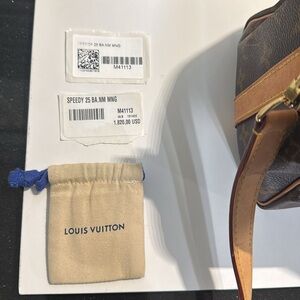 SPEEDY 25 BA.NM MNG
M41113
SPEEDY 25 BA.NM MNG
M41113
1,820.00 USD
LOUIS VUITTON